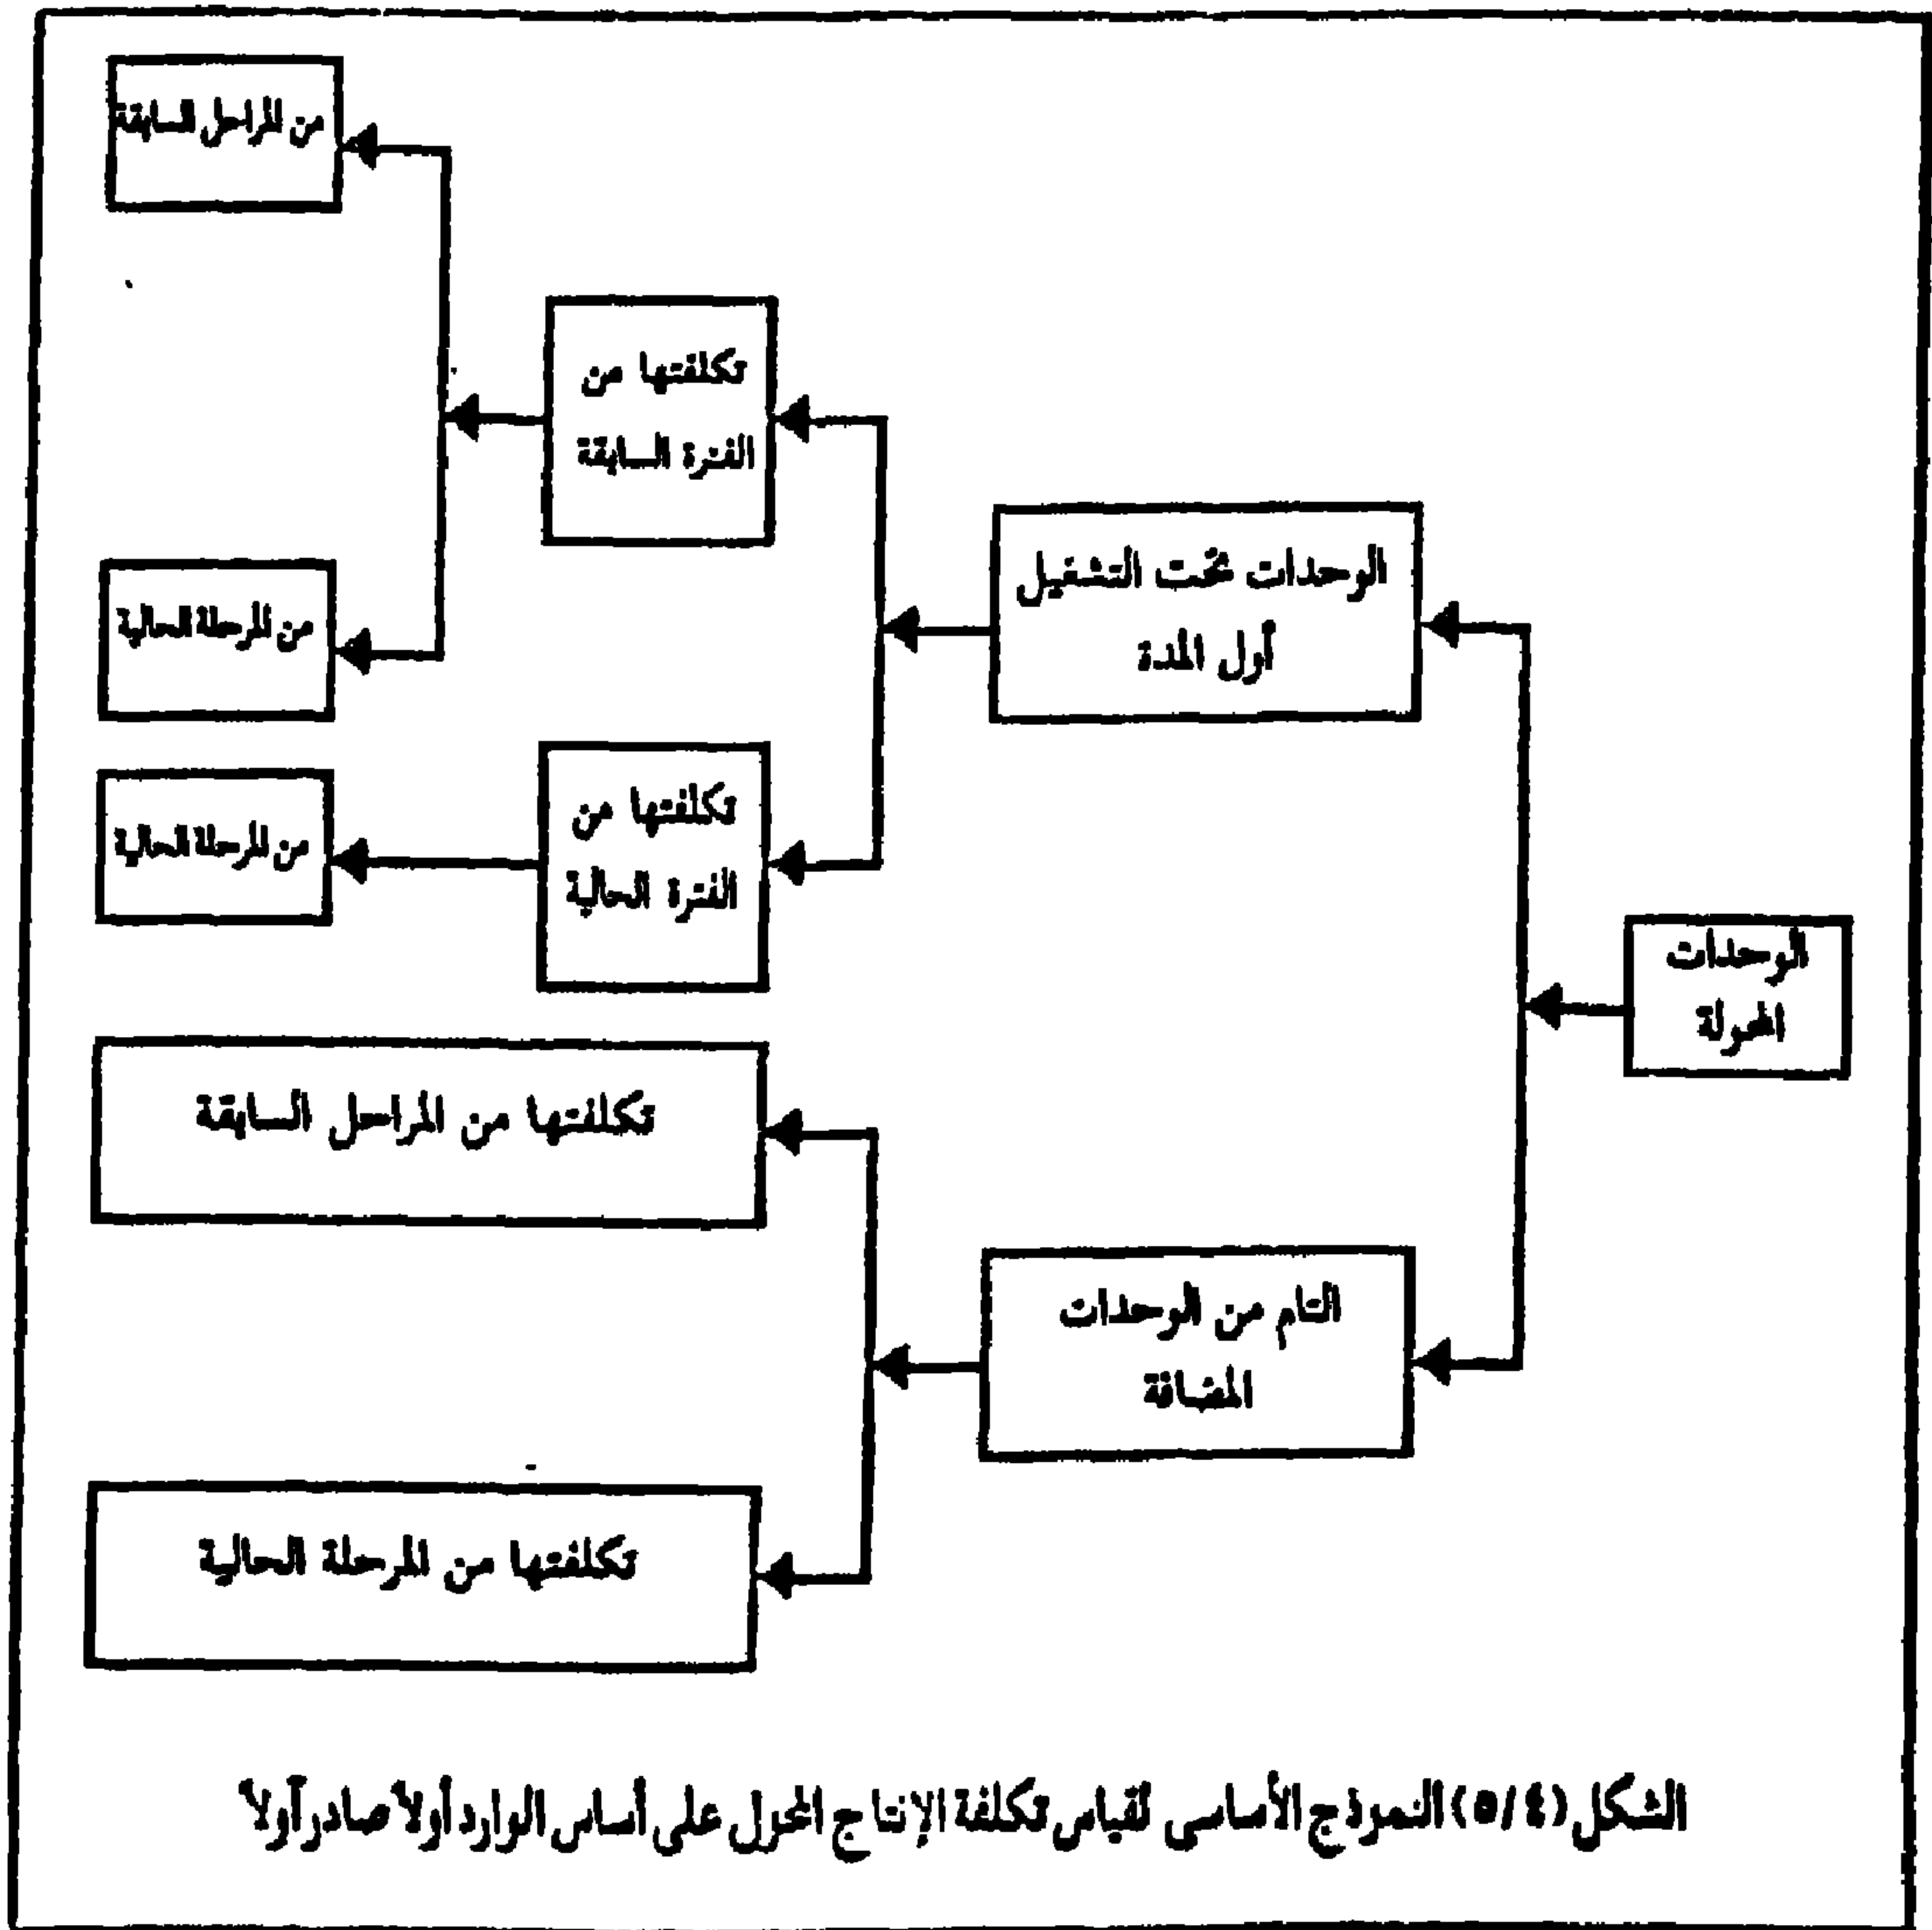 الوحدات
المحولة
الوحدات تحت التشغيل
أول المدة
تكلفتها من
الفترة السابقة
من المراحل السابقة
من المرحلة الحالية
تكلفتها من
الفترة الحالية
من المرحلة الحالية
التام من الوحدات
المضافة
تكلفتها من المراحل السابقة
تكلفتها من المرحلة الحالية
الشكل (٥/٤) النموذج الأساسى لقياس تكلفة الإنتاج المحول على أساس الوارد أولا صادر آولا